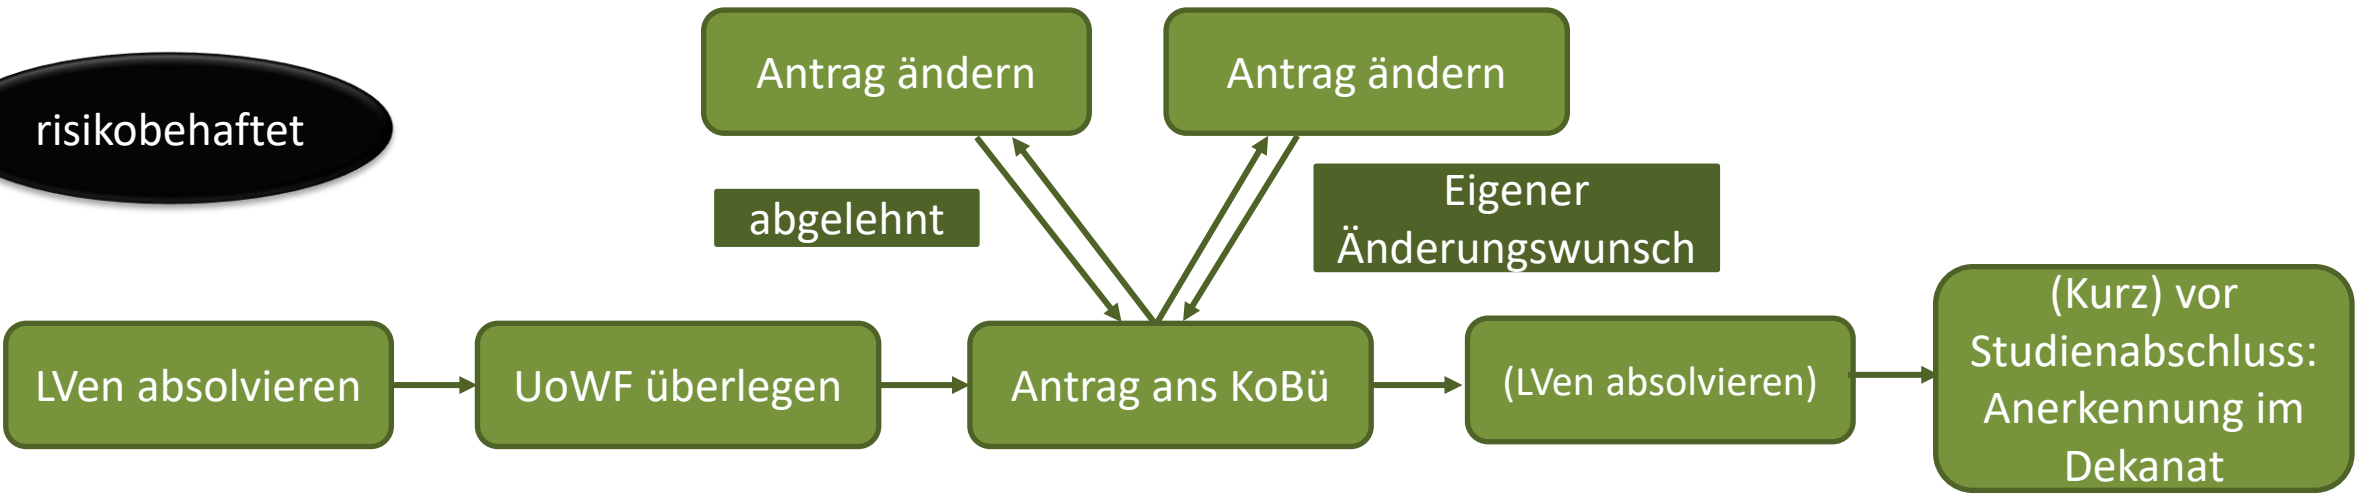 risikobehaftet
Antrag ändern
Antrag ändern
abgelehnt
Eigener
Änderungswunsch
LVen absolvieren
UoWF überlegen
Antrag ans KoBü
(LVen absolvieren)
(Kurz) vor
Studienabschluss:
Anerkennung im
Dekanat